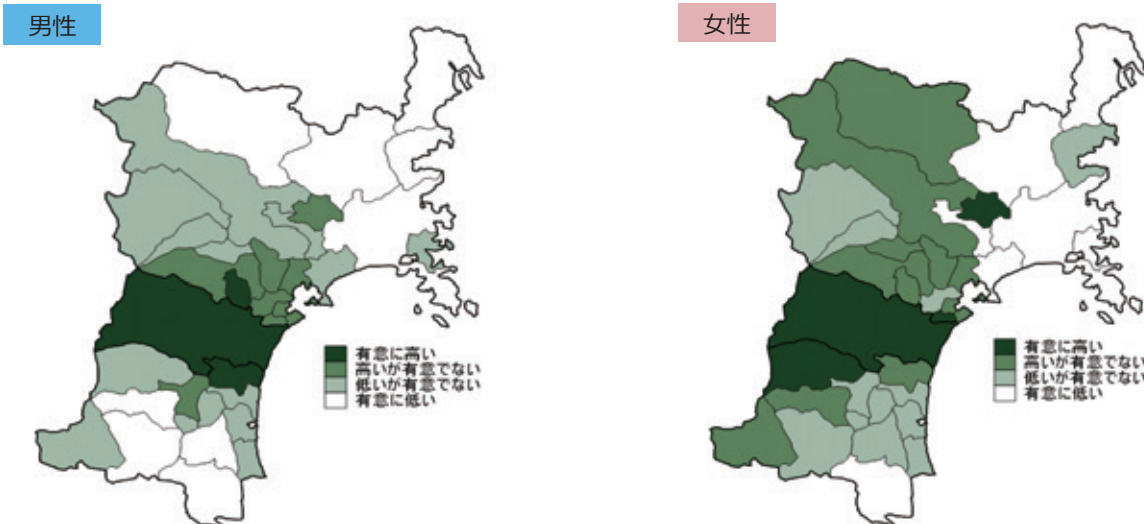 男性
有意に高い
高いが有意でない
低いが有意でない
有意に低い
女性
有意に高い
高いが有意でない
低いが有意でない
有意に低い